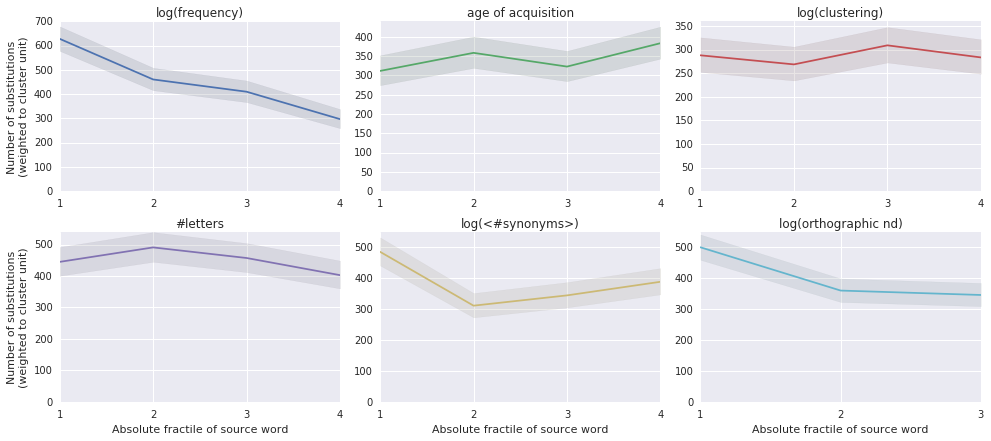 log(frequency)
age of acquisition
log(clustering)
Number of substitutions
(weighted to cluster unit)
700
600
500
400
300
200
100
0
1 2 3 4
400
350
300
250
200
150
100
50
0
1 2 3 4
350
300
250
200
150
100
50
0
1 2 3 4
#letters
log(<#synonyms>)
log(orthographic nd)
Number of substitutions
(weighted to cluster unit)
500
400
300
200
100
0
1 2 3 4
Absolute fractile of source word
500
400
300
200
100
0
1 2 3 4
Absolute fractile of source word
500
400
300
200
100
0
1 2 3
Absolute fractile of source word